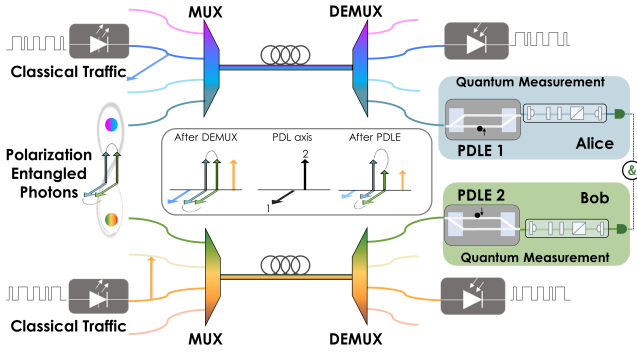 MUX
DEMUX
Classical Traffic
Quantum Measurement
PDLE 1
Alice
After DEMUX
PDL axis
After PDLE
2
1
Polarization
Entangled
Photons
&
PDLE 2
Bob
Quantum Measurement
Classical Traffic
MUX
DEMUX